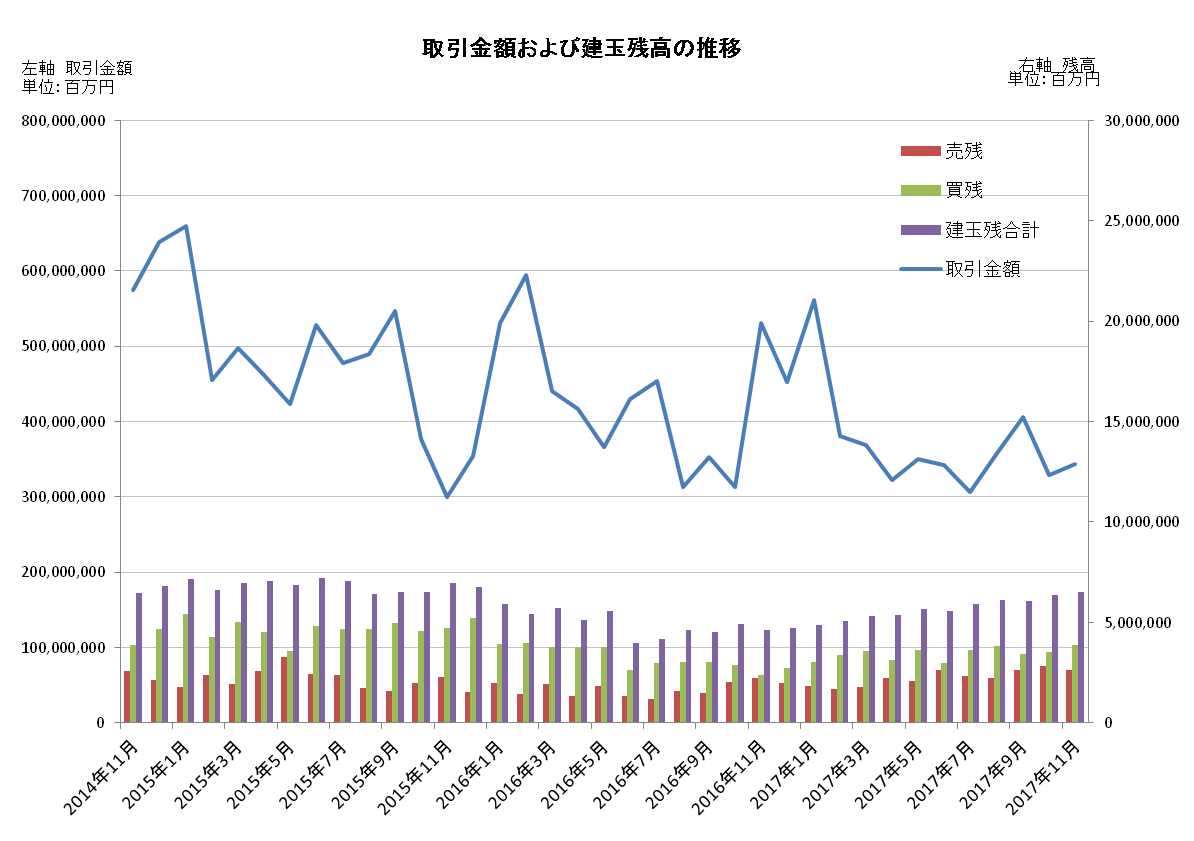 取引金額および建玉残高の推移
左軸 取引金額
単位：百万円
右軸 残高
単位：百万円
800,000,000
700,000,000
600,000,000
500,000,000
400,000,000
300,000,000
200,000,000
100,000,000
0
30,000,000
25,000,000
20,000,000
15,000,000
10,000,000
5,000,000
0
売残
買残
建玉残合計
取引金額
2014年11月
2015年1月
2015年3月
2015年5月
2015年7月
2015年9月
2015年11月
2016年1月
2016年3月
2016年5月
2016年7月
2016年9月
2016年11月
2017年1月
2017年3月
2017年5月
2017年7月
2017年9月
2017年11月